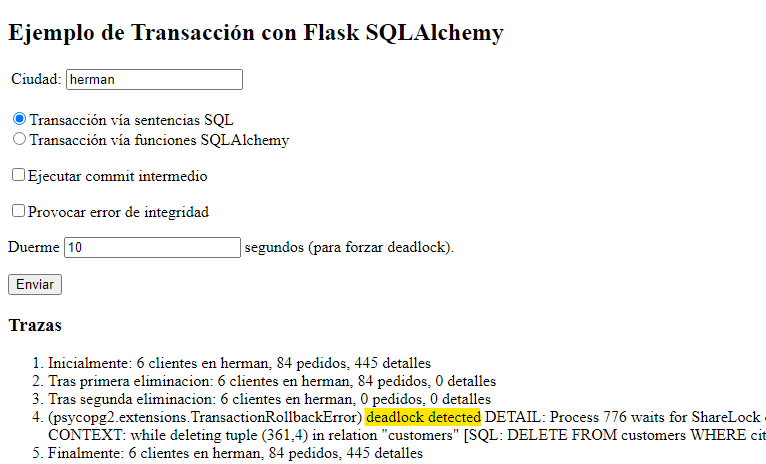 Ejemplo de Transacción con Flask SQLAlchemy
Ciudad: herman
Transacción vía sentencias SQL
Transacción vía funciones SQLAlchemy
Ejecutar commit intermedio
Provocar error de integridad
Duerme 10 segundos (para forzar deadlock).
Enviar
Trazas
1. Inicialmente: 6 clientes en herman, 84 pedidos, 445 detalles
2. Tras primera eliminacion: 6 clientes en herman, 84 pedidos, 0 detalles
3. Tras segunda eliminacion: 6 clientes en herman, 0 pedidos, 0 detalles
4. (psycopg2.extensions.TransactionRollbackError) deadlock detected DETAIL: Process 776 waits for ShareLock
CONTEXT: while deleting tuple (361,4) in relation "customers" [SQL: DELETE FROM customers WHERE cit
5. Finalmente: 6 clientes en herman, 84 pedidos, 445 detalles